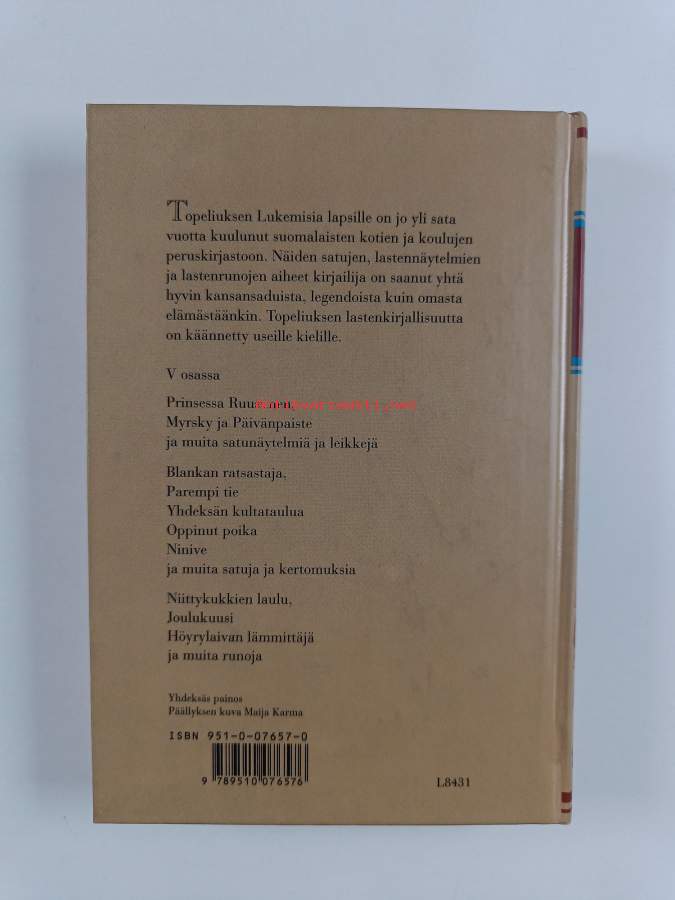 Topeliuksen Lukemisia lapsille on jo yli sata
vuotta kuulunut suomalaisten kotien ja koulujen
peruskirjastoon. Näiden satujen, lastennäytelmien
ja lastenrunojen aiheet kirjailija on saanut yhtä
hyvin kansansaduista, legendoista kuin omasta
elämästäänkin. Topeliuksen lastenkirjallisuutta
on käännetty useille kielille.
V osassa
Prinsessa Ruusunen,
Myrsky ja Päivänpaiste
ja muita satunäytelmiä ja leikkejä
Blankan ratsastaja,
Parempi tie
Yhdeksän kultataulua
Oppinut poika
Ninive
ja muita satuja ja kertomuksia
Niittykukkien laulu,
Joulukuusi
Höyrylaivan lämmittäjä
ja muita runoja
Yhdeksäs painos
Päällyksen kuva Maija Karma
ISBN 951-0-07657-0
9 789510 076576
L8431